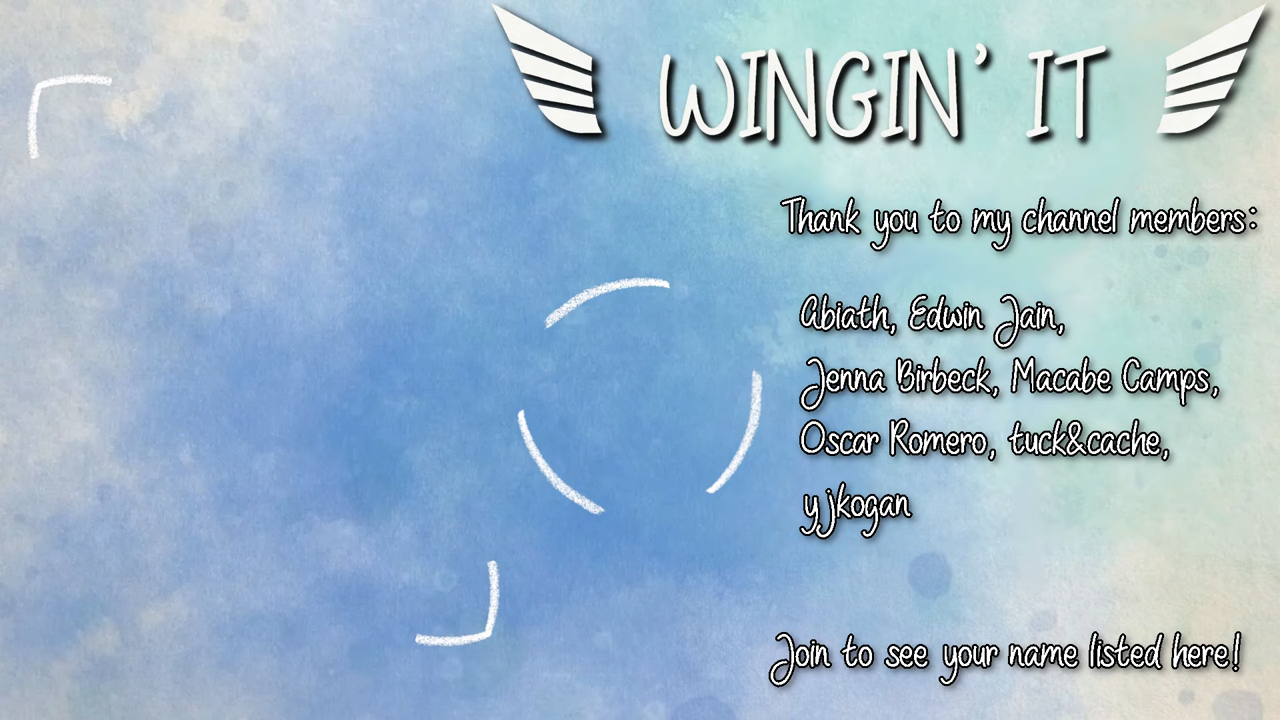 WINGIN' IT
Thank you to my channel members:
Abiath, Edwin Jain,
Jenna Birbeck, Macabe Camps,
Oscar Romero, tuck&cache,
yjkogan
Join to see your name listed here!